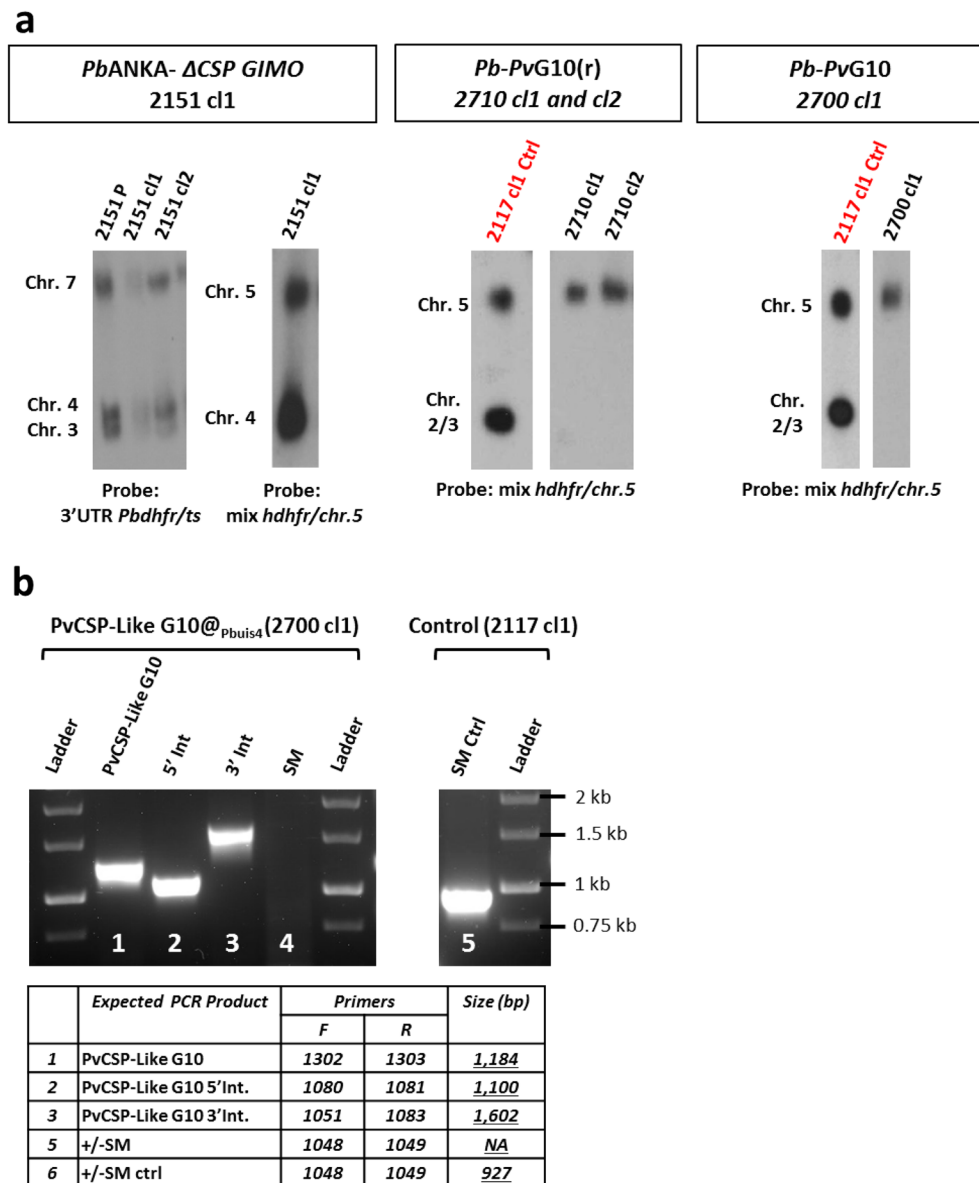 a
PbANKA- ΔCSP GIMO
2151 cl1
Pb-PvG10(r)
2710 cl1 and cl2
Pb-PvG10
2700 cl1
2151 P
2151 cl1
2151 cl2
2151 cl1
2117 cl1 Ctrl
2710 cl1
2710 cl2
2117 cl1 Ctrl
2700 cl1
Chr. 7
Chr. 4
Chr. 3
Chr. 5
Chr. 4
Chr. 5
Chr.
2/3
Chr. 5
Chr.
2/3
Probe:
3’UTR Pbdhfr/ts
Probe:
mix hdhfr/chr.5
Probe: mix hdhfr/chr.5
Probe: mix hdhfr/chr.5
b
PvCSP-Like G10@Pbuis4 (2700 cl1)
Control (2117 cl1)
Ladder
PvCSP-Like G10
5’ Int
3’ Int
SM
Ladder
SM Ctrl
Ladder
2 kb
1.5 kb
1 kb
0.75 kb
1 2 3 4
5
Expected PCR Product Primers Size (bp)
F R
1 PvCSP-Like G10 1302 1303 1,184
2 PvCSP-Like G10 5’Int. 1080 1081 1,100
3 PvCSP-Like G10 3’Int. 1051 1083 1,602
5 +/-SM 1048 1049 NA
6 +/-SM ctrl 1048 1049 927